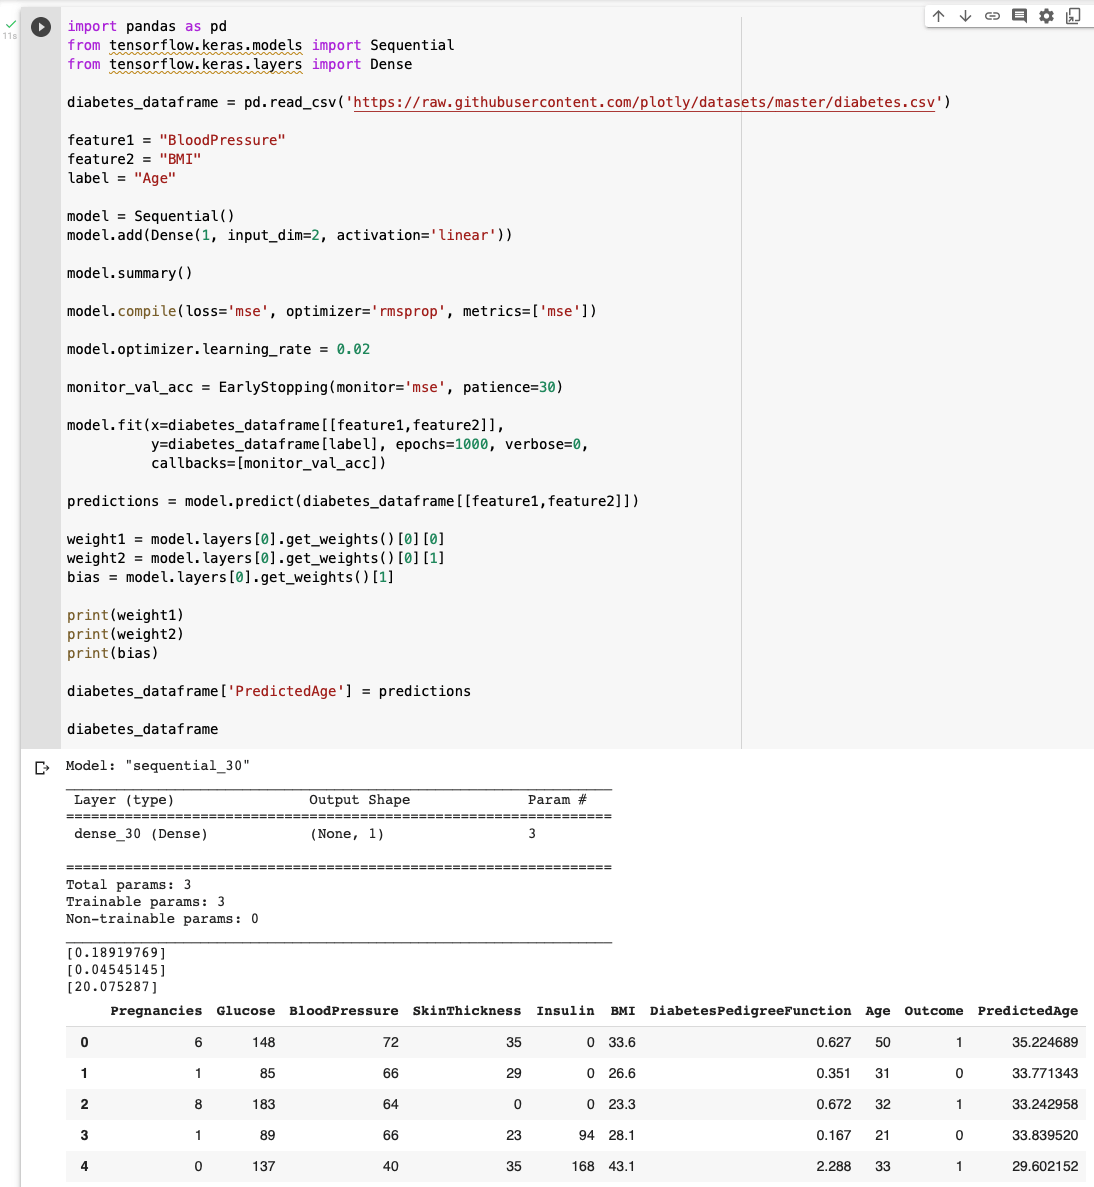 11s
import pandas as pd
from tensorflow.keras.models import Sequential
from tensorflow.keras.layers import Dense
diabetes_dataframe = pd.read_csv('https://raw.githubusercontent.com/plotly/datasets/master/diabetes.csv')
feature1 = "BloodPressure"
feature2 = "BMI"
label = "Age"
model = Sequential()
model.add(Dense(1, input_dim=2, activation='linear'))
model.summary()
model.compile(loss='mse', optimizer='rmsprop', metrics=['mse'])
model.optimizer.learning_rate = 0.02
monitor_val_acc = EarlyStopping(monitor='mse', patience=30)
model.fit(x=diabetes_dataframe[[feature1,feature2]],
          y=diabetes_dataframe[label], epochs=1000, verbose=0,
          callbacks=[monitor_val_acc])
predictions = model.predict(diabetes_dataframe[[feature1,feature2]])
weight1 = model.layers[0].get_weights()[0][0]
weight2 = model.layers[0].get_weights()[0][1]
bias = model.layers[0].get_weights()[1]
print(weight1)
print(weight2)
print(bias)
diabetes_dataframe['PredictedAge'] = predictions
diabetes_dataframe
Model: "sequential_30"
Layer (type) Output Shape Param #
=================================================================
dense_30 (Dense) (None, 1) 3
=================================================================
Total params: 3
Trainable params: 3
Non-trainable params: 0
[0.18919769]
[0.04545145]
[20.075287]
Pregnancies Glucose BloodPressure SkinThickness Insulin BMI DiabetesPedigreeFunction Age Outcome PredictedAge
0 6 148 72 35 0 33.6 0.627 50 1 35.224689
1 1 85 66 29 0 26.6 0.351 31 0 33.771343
2 8 183 64 0 0 23.3 0.672 32 1 33.242958
3 1 89 66 23 94 28.1 0.167 21 0 33.839520
4 0 137 40 35 168 43.1 2.288 33 1 29.602152